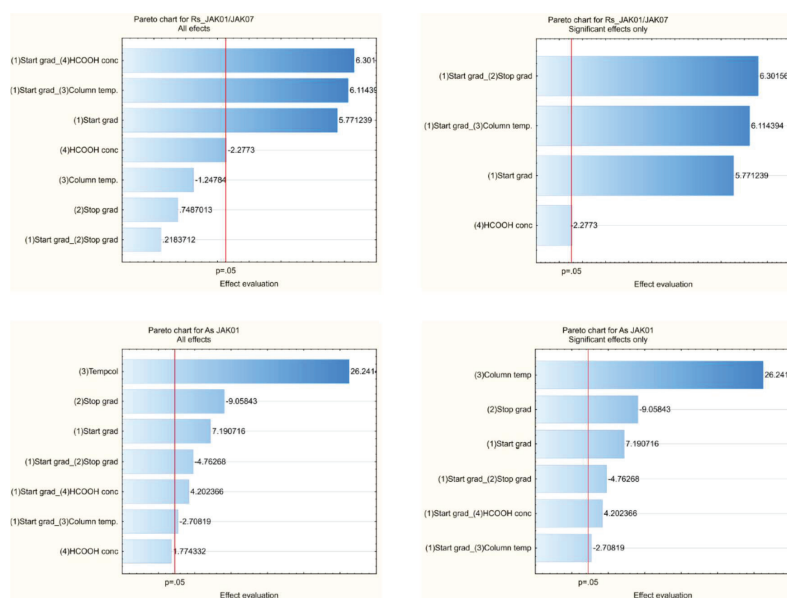 Pareto chart for Rs_JAK01/JAK07
All efects
(1)Start grad_(4)HCOOH conc
6.301
(1)Start grad_(3)Column temp.
6.11439
(1)Start grad
5.771239
(4)HCOOH conc
-2.2773
(3)Column temp.
-1.24784
(2)Stop grad
.7487013
(1)Start grad_(2)Stop grad
.2183712
p=.05
Effect evaluation
Pareto chart for Rs_JAK01/JAK07
Significant effects only
(1)Start grad_(2)Stop grad
6.30156
(1)Start grad_(3)Column temp.
6.114394
(1)Start grad
5.771239
(4)HCOOH conc
-2.2773
p=.05
Effect evaluation
Pareto chart for As JAK01
All effects
(3)Tempcol
26.241
(2)Stop grad
-9.05843
(1)Start grad
7.190716
(1)Start grad_(2)Stop grad
-4.76268
(1)Start grad_(4)HCOOH conc
4.202366
(1)Start grad_(3)Column temp.
-2.70819
(4)HCOOH conc
1.774332
p=.05
Effect evaluation
Pareto chart for As JAK01
Significant effects only
(3)Column temp
26.241
(2)Stop grad
-9.05843
(1)Start grad
7.190716
(1)Start grad_(2)Stop grad
-4.76268
(1)Start grad_(4)HCOOH conc
4.202366
(1)Start grad_(3)Column temp
-2.70819
p=.05
Effect evaluation